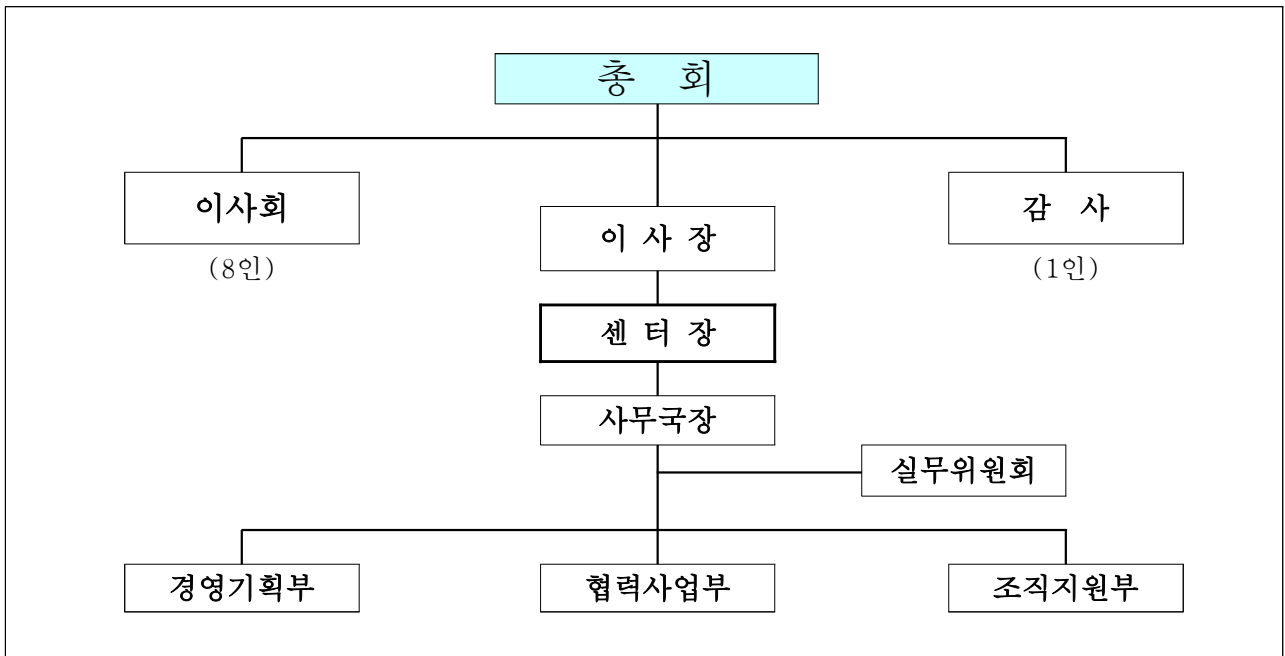 총 회
이사회
감 사
이 사 장
(8인)
(1인)
센 터 장
사무국장
실무위원회
경영기획부
협력사업부
조직지원부